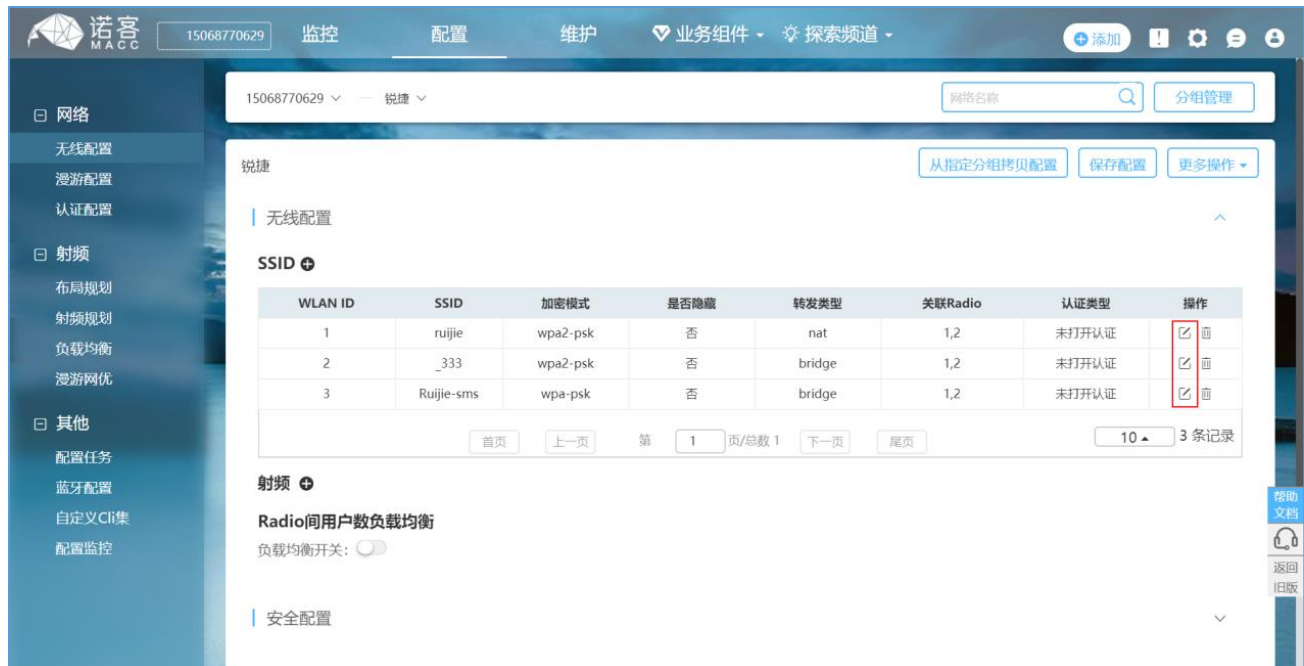 诺客
MACC
15068770629
监控
配置
维护
业务组件
探索频道
添加
网络
无线配置
漫游配置
认证配置
射频
布局规划
射频规划
负载均衡
漫游网优
其他
配置任务
蓝牙配置
自定义Cli集
配置监控
15068770629 — 锐捷
网络名称
分组管理
锐捷
从指定分组拷贝配置
保存配置
更多操作
无线配置
SSID
WLAN ID SSID 加密模式 是否隐藏 转发类型 关联Radio 认证类型 操作
1 ruijie wpa2-psk 否 nat 1,2 未打开认证
2 _333 wpa2-psk 否 bridge 1,2 未打开认证
3 Ruijie-sms wpa-psk 否 bridge 1,2 未打开认证
首页 上一页 第 1 页/总数 1 下一页 尾页 10 3 条记录
射频
Radio间用户数负载均衡
负载均衡开关:
安全配置
帮助
文档
返回
旧版